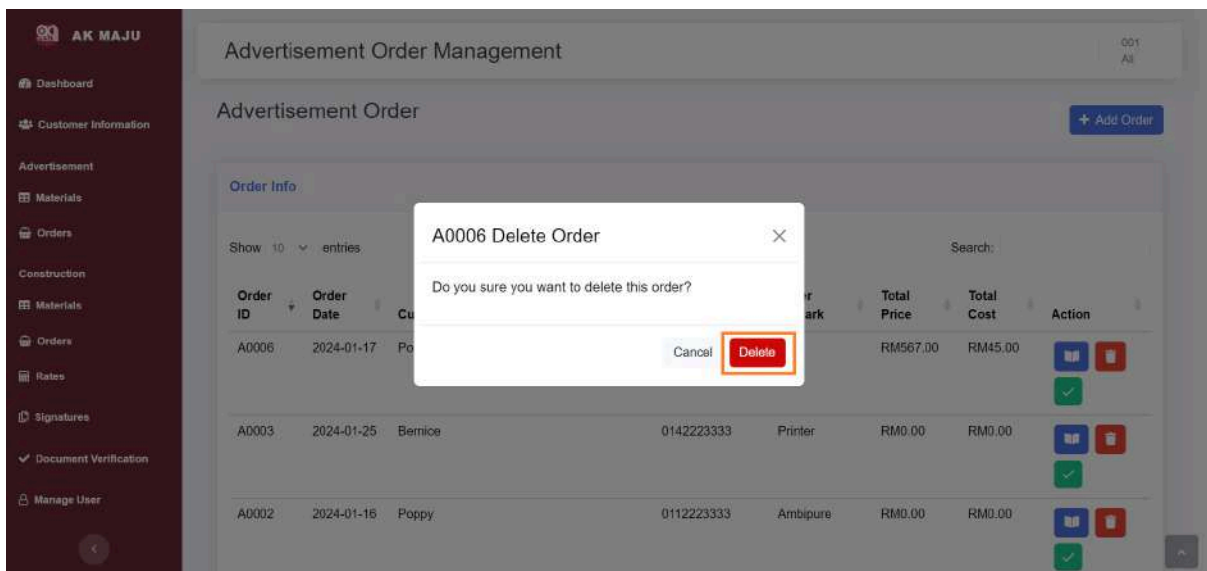 AK MAJU
Dashboard
Customer Information
Advertisement
Materials
Orders
Construction
Materials
Orders
Rates
Signatures
Document Verification
Manage User
Advertisement Order Management
001
Ali
Advertisement Order
+ Add Order
Order Info
Show 10 entries
Search:
A0006 Delete Order
Do you sure you want to delete this order?
Cancel Delete
Order ID Order Date Cu r ark Total Price Total Cost Action
A0006 2024-01-17 Po RM567.00 RM45.00
A0003 2024-01-25 Bernice 0142223333 Printer RM0.00 RM0.00
A0002 2024-01-16 Poppy 0112223333 Ambipure RM0.00 RM0.00